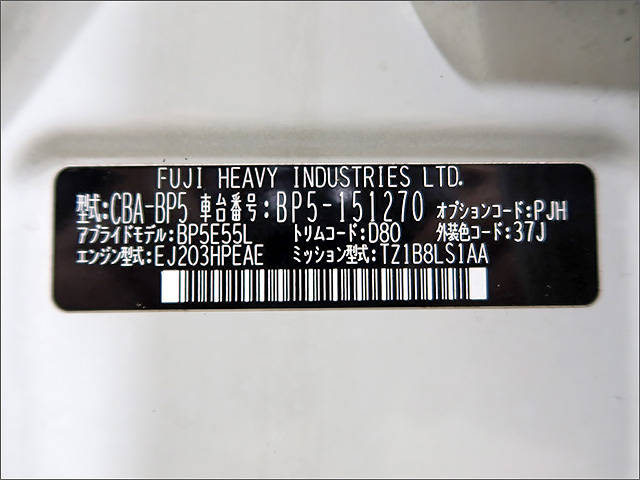 FUJI HEAVY INDUSTRIES LTD.
型式:CBA-BP5 車台番号:BP5-151270 オプションコード:PJH
アプライドモデル:BP5E55L トリムコード:D80 外装色コード:37J
エンジン型式:EJ203HPEAE ミッション型式:TZ1B8LS1AA